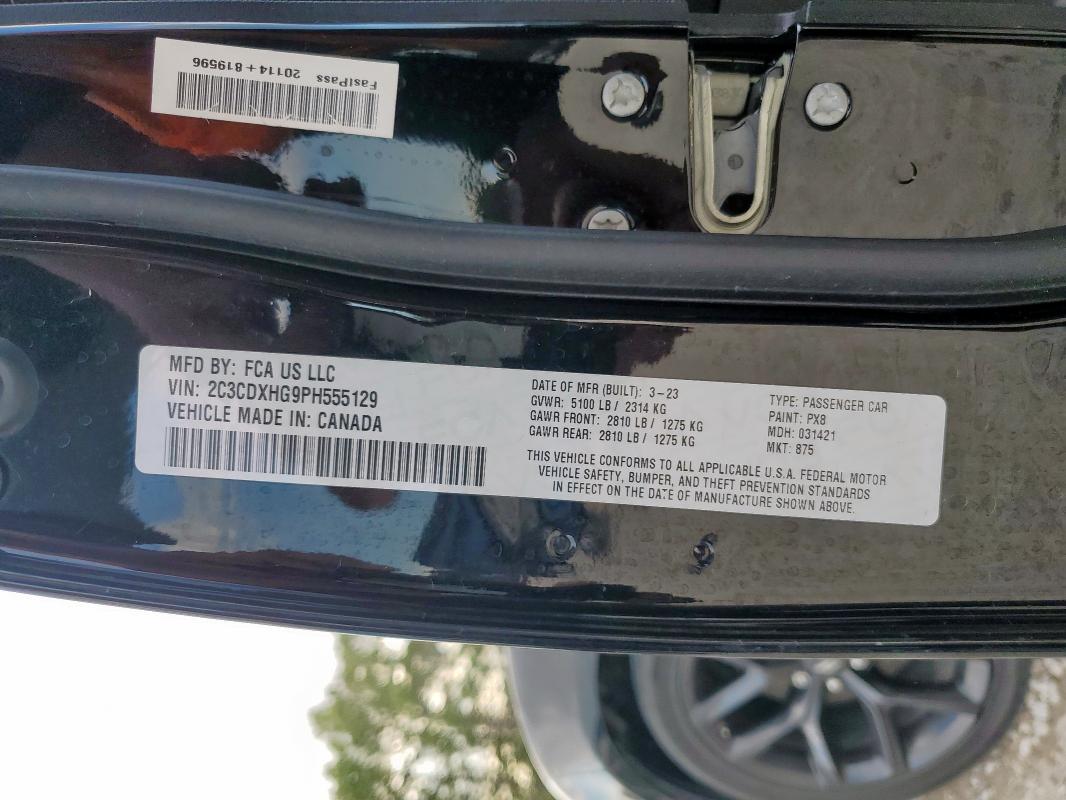 FastPass 20114+819596
MFD BY: FCA US LLC
VIN: 2C3CDXHG9PH555129
VEHICLE MADE IN: CANADA
DATE OF MFR (BUILT): 3-23
GVWR: 5100 LB / 2314 KG
GAWR FRONT: 2810 LB / 1275 KG
GAWR REAR: 2810 LB / 1275 KG
TYPE: PASSENGER CAR
PAINT: PX8
MDH: 031421
MKT: 875
THIS VEHICLE CONFORMS TO ALL APPLICABLE U.S.A. FEDERAL MOTOR
VEHICLE SAFETY, BUMPER, AND THEFT PREVENTION STANDARDS
IN EFFECT ON THE DATE OF MANUFACTURE SHOWN ABOVE.